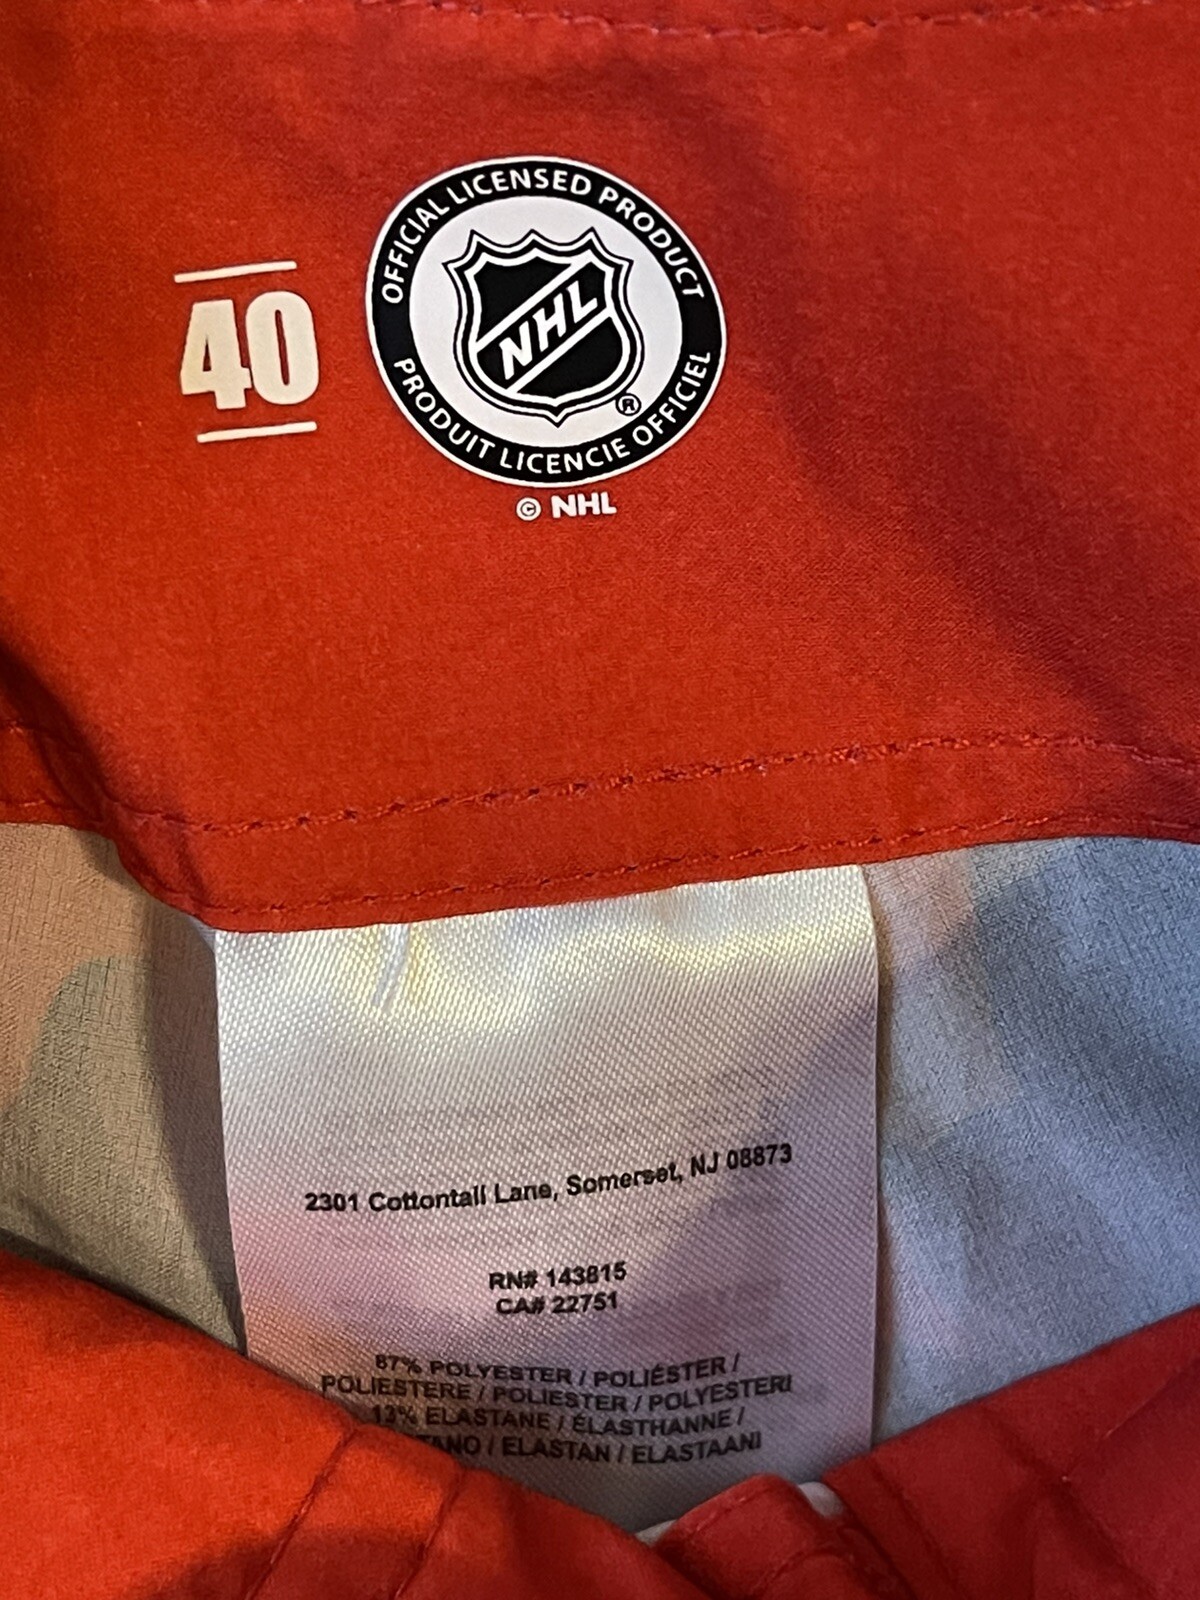 OFFICIAL LICENSED PRODUCT
40
NHL
®
PRODUIT LICENCIE OFFICIEL
© NHL
2301 Cottontail Lane, Somerset, NJ 08873
RN# 143815
CA# 22751
87% POLYESTER / POLIÉSTER /
POLIESTERE / POLIESTER / POLYESTERI
13% ELASTANE / ÉLASTHANNE /
/ ELASTAN / ELASTAANI